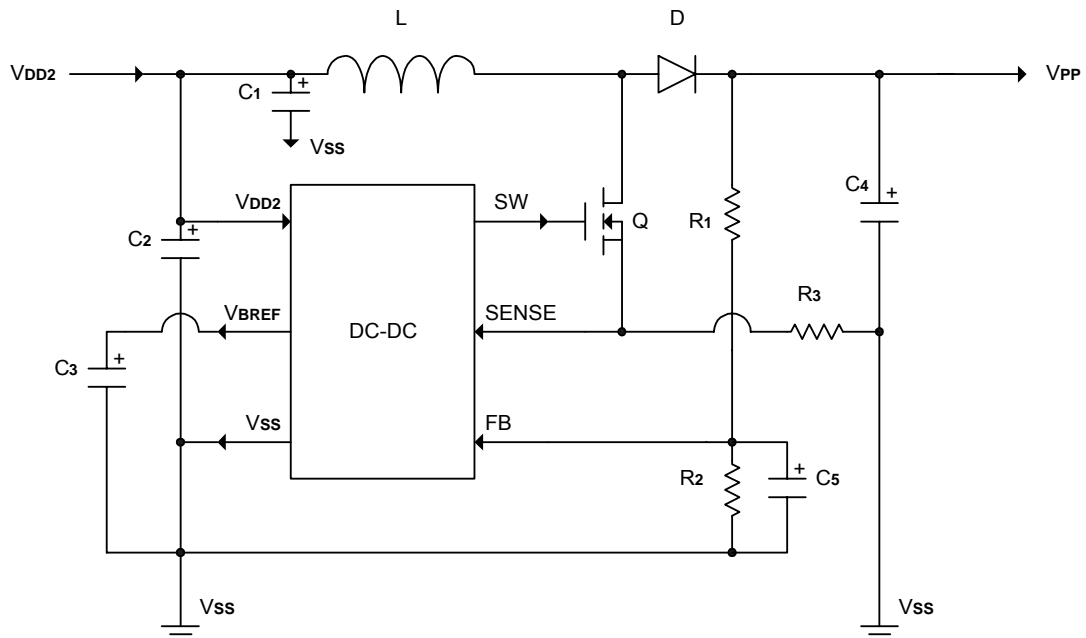 L
D
VDD2
VPP
C1
+
VSS
C4
+
VDD2
SW
C2
+
Q
R1
R3
VBREF
DC-DC
SENSE
C3
+
VSS
FB
R2
+
C5
VSS
VSS